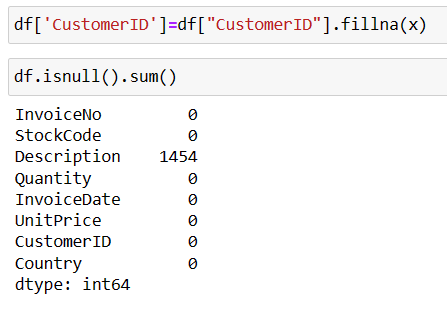 df['CustomerID']=df["CustomerID"].fillna(x)
df.isnull().sum()
InvoiceNo 0
StockCode 0
Description 1454
Quantity 0
InvoiceDate 0
UnitPrice 0
CustomerID 0
Country 0
dtype: int64